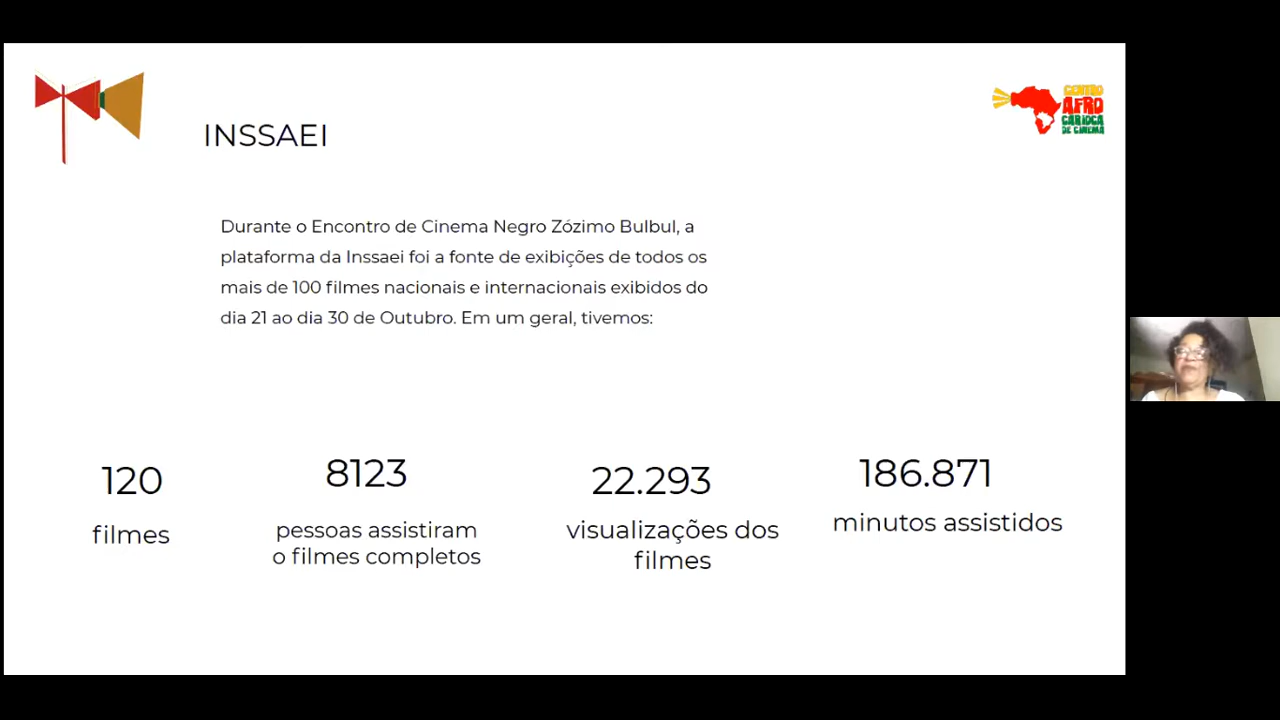 INSSAEI
CENTRO
AFRO
CARIOCA
DE CINEMA
Durante o Encontro de Cinema Negro Zózimo Bulbul, a
plataforma da Inssaei foi a fonte de exibições de todos os
mais de 100 filmes nacionais e internacionais exibidos do
dia 21 ao dia 30 de Outubro. Em um geral, tivemos:
120
filmes
8123
pessoas assistiram
o filmes completos
22.293
visualizações dos
filmes
186.871
minutos assistidos